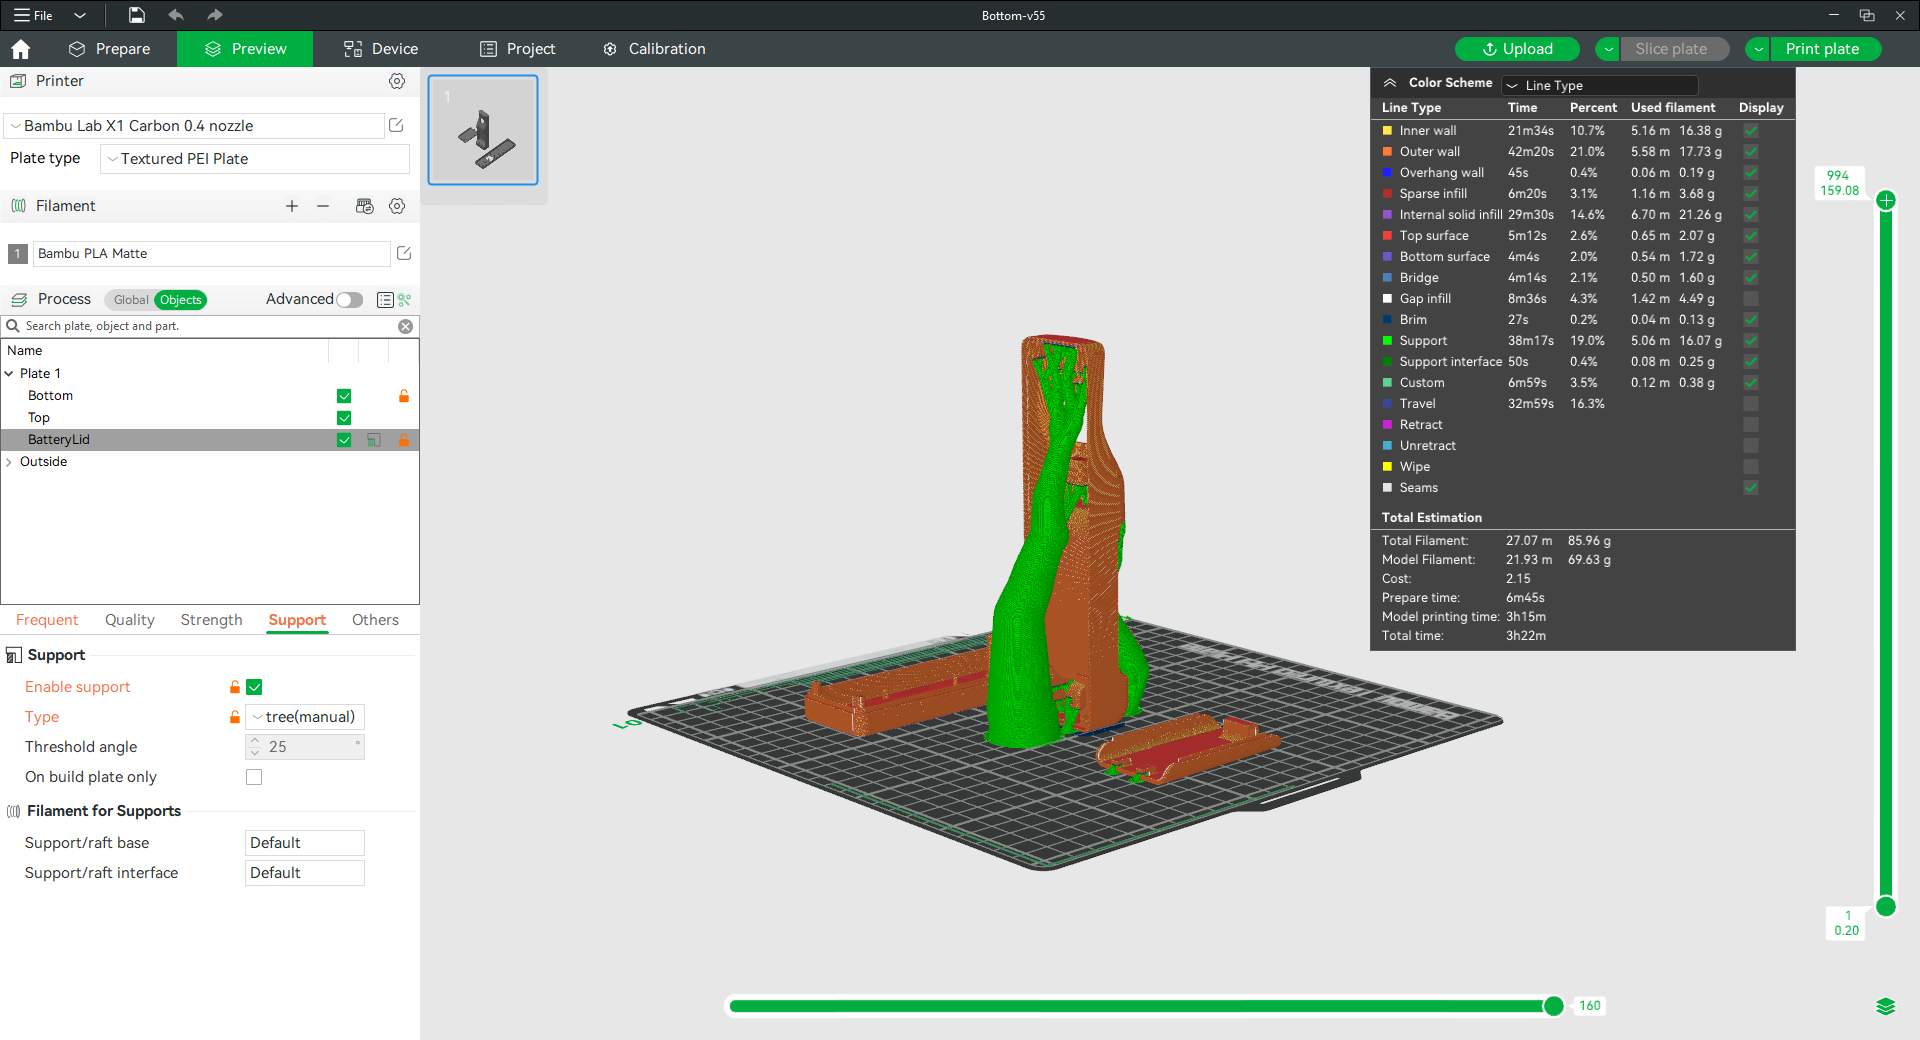 File
Bottom-v55
Prepare
Preview
Device
Project
Calibration
Upload
Slice plate
Print plate
Printer
Bambu Lab X1 Carbon 0.4 nozzle
Plate type
Textured PEI Plate
Filament
1
Bambu PLA Matte
Process
Global
Objects
Advanced
Search plate, object and part.
Name
Plate 1
Bottom
Top
BatteryLid
Outside
Frequent
Quality
Strength
Support
Others
Support
Enable support
Type
tree(manual)
Threshold angle
25 °
On build plate only
Filament for Supports
Support/raft base
Default
Support/raft interface
Default
1
Color Scheme
Line Type
Line Type Time Percent Used filament Display
Inner wall 21m34s 10.7% 5.16 m 16.38 g
Outer wall 42m20s 21.0% 5.58 m 17.73 g
Overhang wall 45s 0.4% 0.06 m 0.19 g
Sparse infill 6m20s 3.1% 1.16 m 3.68 g
Internal solid infill 29m30s 14.6% 6.70 m 21.26 g
Top surface 5m12s 2.6% 0.65 m 2.07 g
Bottom surface 4m4s 2.0% 0.54 m 1.72 g
Bridge 4m14s 2.1% 0.50 m 1.60 g
Gap infill 8m36s 4.3% 1.42 m 4.49 g
Brim 27s 0.2% 0.04 m 0.13 g
Support 38m17s 19.0% 5.06 m 16.07 g
Support interface 50s 0.4% 0.08 m 0.25 g
Custom 6m59s 3.5% 0.12 m 0.38 g
Travel 32m59s 16.3%
Retract
Unretract
Wipe
Seams
Total Estimation
Total Filament: 27.07 m 85.96 g
Model Filament: 21.93 m 69.63 g
Cost: 2.15
Prepare time: 6m45s
Model printing time: 3h15m
Total time: 3h22m
994
159.08
1
0.20
160